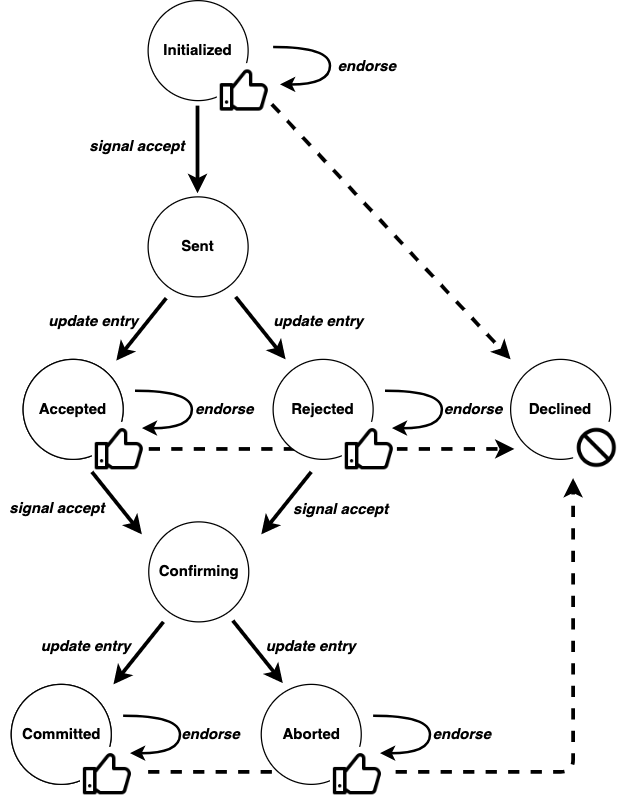 Initialized
endorse
signal accept
Sent
update entry
update entry
Accepted
endorse
Rejected
endorse
Declined
signal accept
signal accept
Confirming
update entry
update entry
Committed
endorse
Aborted
endorse